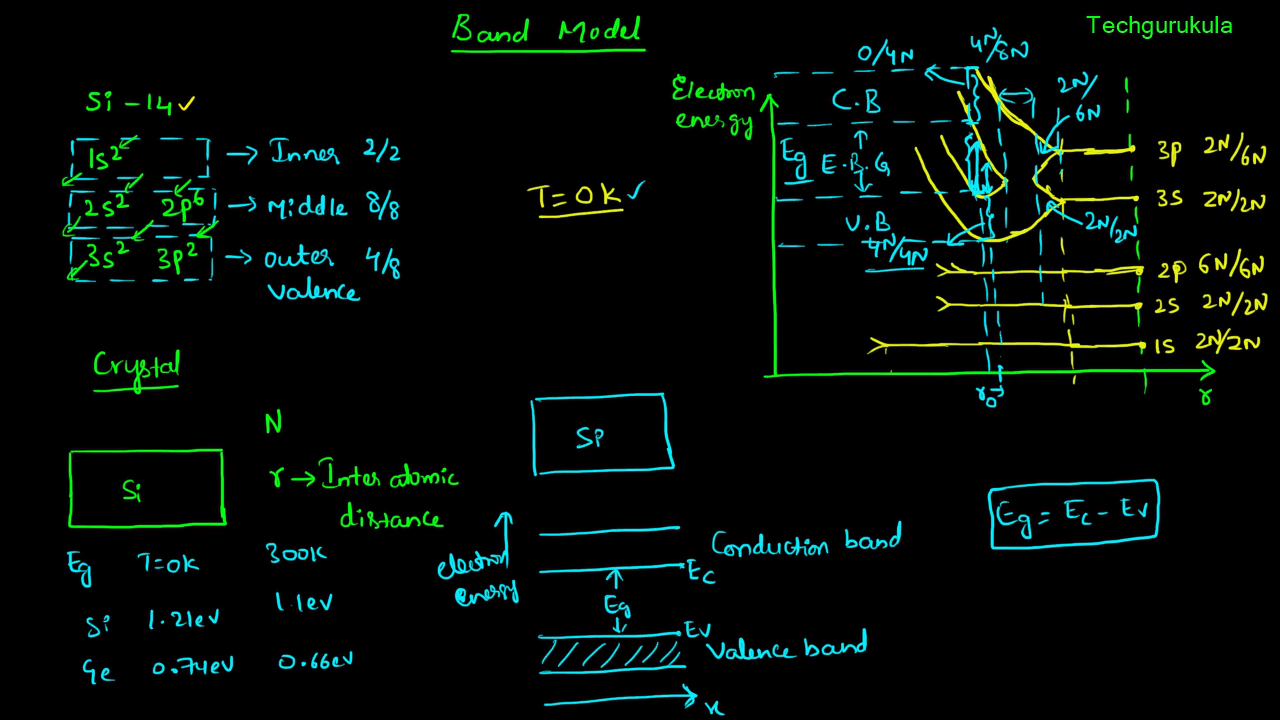 Techgurukula
Band Model
Si - 14 ✓
1s² → Inner 2/2
2s² 2p⁶ → Middle 8/8
3s² 3p² → outer 4/8
valence
T = 0 K ✓
Electron
energy
0/4N
4N/8N
2N/6N
C.B
Eg E.B.G
V.B
4N/4N
2N/2N
3p 2N/6N
3s 2N/2N
2p 6N/6N
2s 2N/2N
1s 2N/2N
r₀
r
Crystal
N
Si
r → Inter atomic
distance
Eg T=0K 300K
Si 1.21eV 1.1eV
Ge 0.74eV 0.66eV
SP
electron
energy
Conduction band
Ec
Eg
Ev
Valence band
x
Eg = Ec - Ev